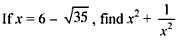 If x = 6 − √35, find x² + 1/x²